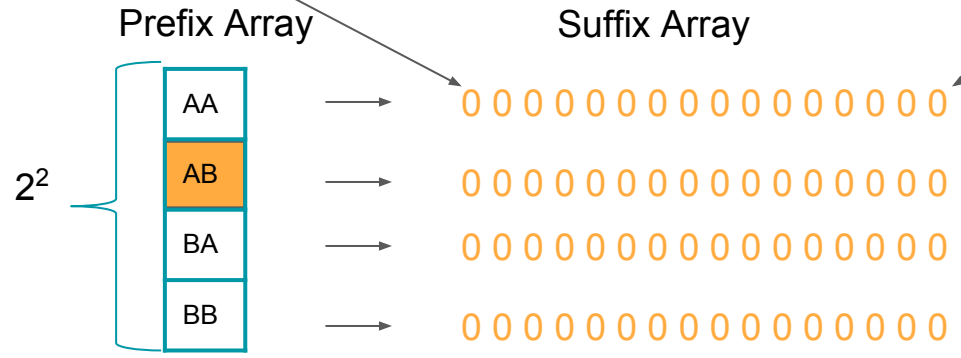 Prefix Array Suffix Array
AA 0 0 0 0 0 0 0 0 0 0 0 0 0 0 0 0
2² AB 0 0 0 0 0 0 0 0 0 0 0 0 0 0 0 0
BA 0 0 0 0 0 0 0 0 0 0 0 0 0 0 0 0
BB 0 0 0 0 0 0 0 0 0 0 0 0 0 0 0 0